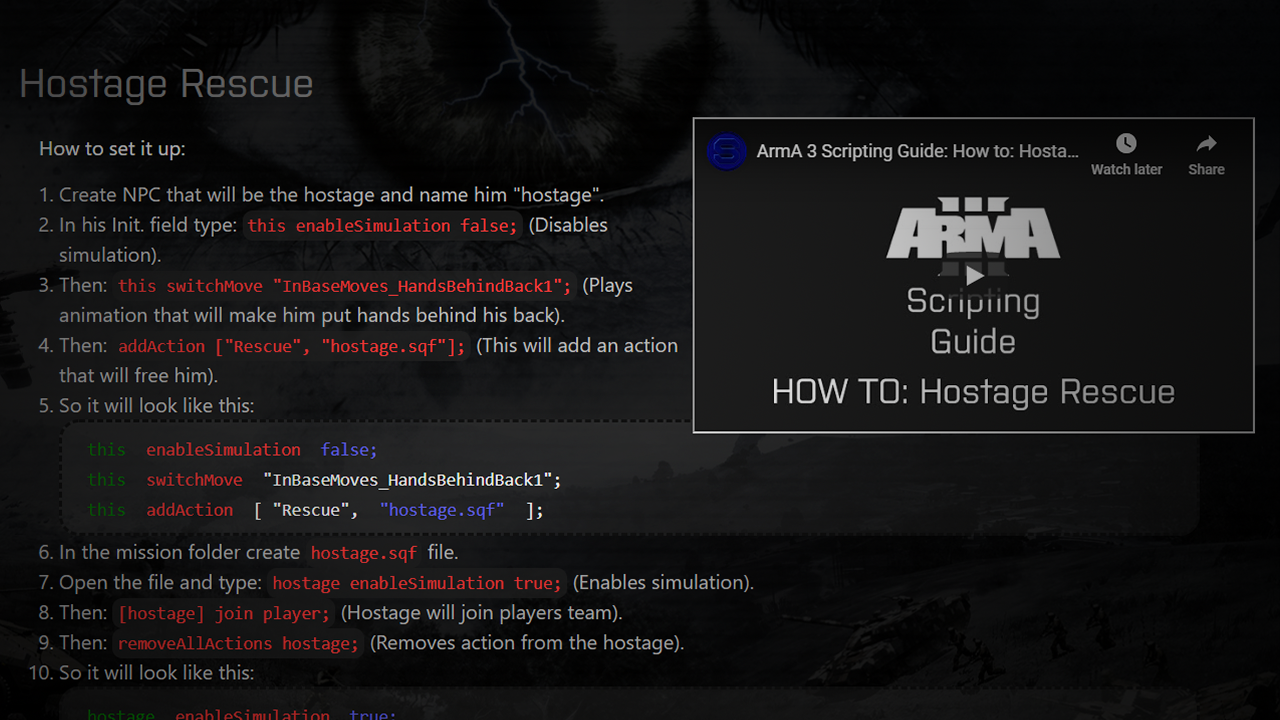 Hostage Rescue
How to set it up:
1. Create NPC that will be the hostage and name him "hostage".
2. In his Init. field type: this enableSimulation false; (Disables
simulation).
3. Then: this switchMove "InBaseMoves_HandsBehindBack1"; (Plays
animation that will make him put hands behind his back).
4. Then: addAction ["Rescue", "hostage.sqf"]; (This will add an action
that will free him).
5. So it will look like this:
this enableSimulation false;
this switchMove "InBaseMoves_HandsBehindBack1";
this addAction [ "Rescue", "hostage.sqf" ];
6. In the mission folder create hostage.sqf file.
7. Open the file and type: hostage enableSimulation true; (Enables simulation).
8. Then: [hostage] join player; (Hostage will join players team).
9. Then: removeAllActions hostage; (Removes action from the hostage).
10. So it will look like this:
hostage enableSimulation true;
ArmA 3 Scripting Guide: How to: Hosta...
Watch later
Share
ARMA
III
Scripting
Guide
HOW TO: Hostage Rescue